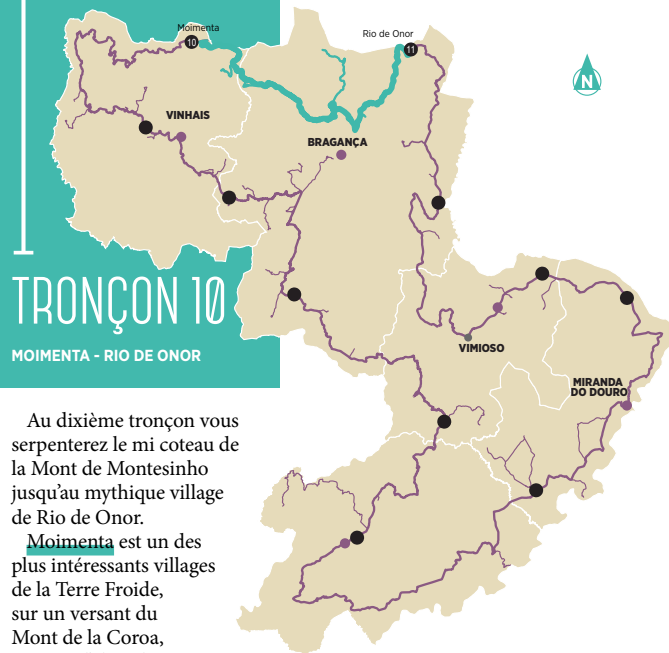 Moimenta
10
Rio de Onor
11
N
VINHAIS
BRAGANÇA
VIMIOSO
MIRANDA
DO DOURO
TRONÇON 10
MOIMENTA - RIO DE ONOR
Au dixième tronçon vous
serpenterez le mi coteau de
la Mont de Montesinho
jusqu'au mythique village
de Rio de Onor.
Moimenta est un des
plus intéressants villages
de la Terre Froide,
sur un versant du
Mont de la Coroa,